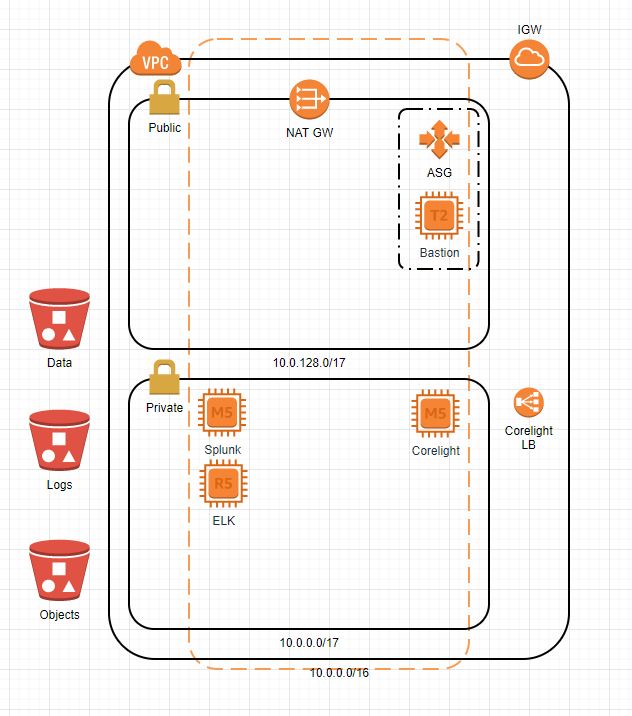 IGW
VPC
Public
NAT GW
ASG
T2
Bastion
Data
10.0.128.0/17
Private
M5
M5
Splunk
Corelight
Corelight
LB
R5
Logs
ELK
Objects
10.0.0.0/17
10.0.0.0/16